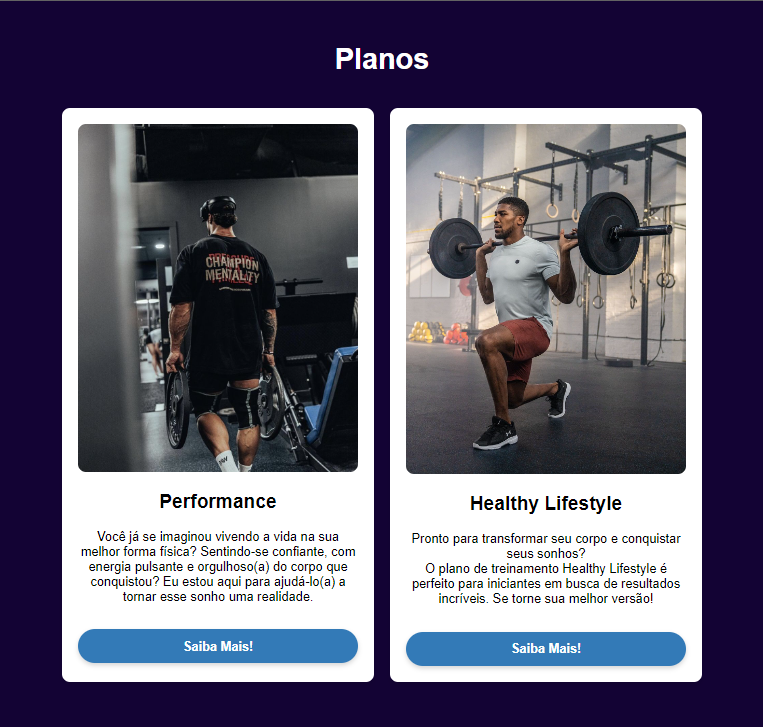 Planos
CHAMPION
MENTALITY
Performance
Você já se imaginou vivendo a vida na sua
melhor forma física? Sentindo-se confiante, com
energia pulsante e orgulhoso(a) do corpo que
conquistou? Eu estou aqui para ajudá-lo(a) a
tornar esse sonho uma realidade.
Saiba Mais!
Healthy Lifestyle
Pronto para transformar seu corpo e conquistar
seus sonhos?
O plano de treinamento Healthy Lifestyle é
perfeito para iniciantes em busca de resultados
incríveis. Se torne sua melhor versão!
Saiba Mais!